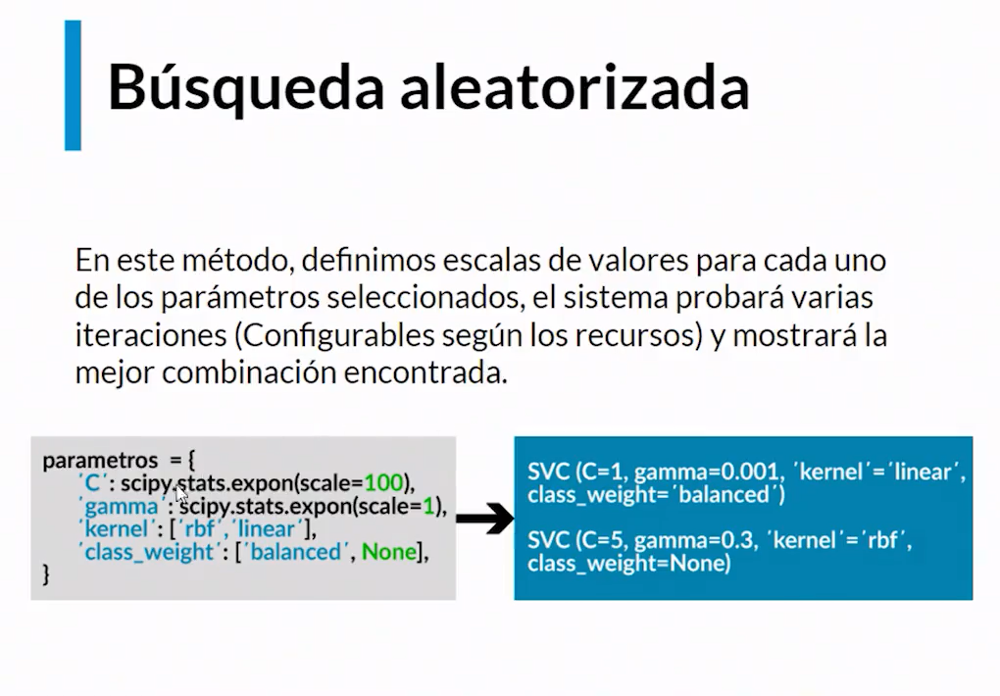 Búsqueda aleatorizada
En este método, definimos escalas de valores para cada uno
de los parámetros seleccionados, el sistema probará varias
iteraciones (Configurables según los recursos) y mostrará la
mejor combinación encontrada.
parametros = {
´C´: scipy.stats.expon(scale=100),
´gamma´: scipy.stats.expon(scale=1),
´kernel´: [´rbf´,´linear´],
´class_weight´: [´balanced´, None],
}
SVC (C=1, gamma=0.001, ´kernel´=´linear´,
class_weight=´balanced´)
SVC (C=5, gamma=0.3, ´kernel´=´rbf´,
class_weight=None)